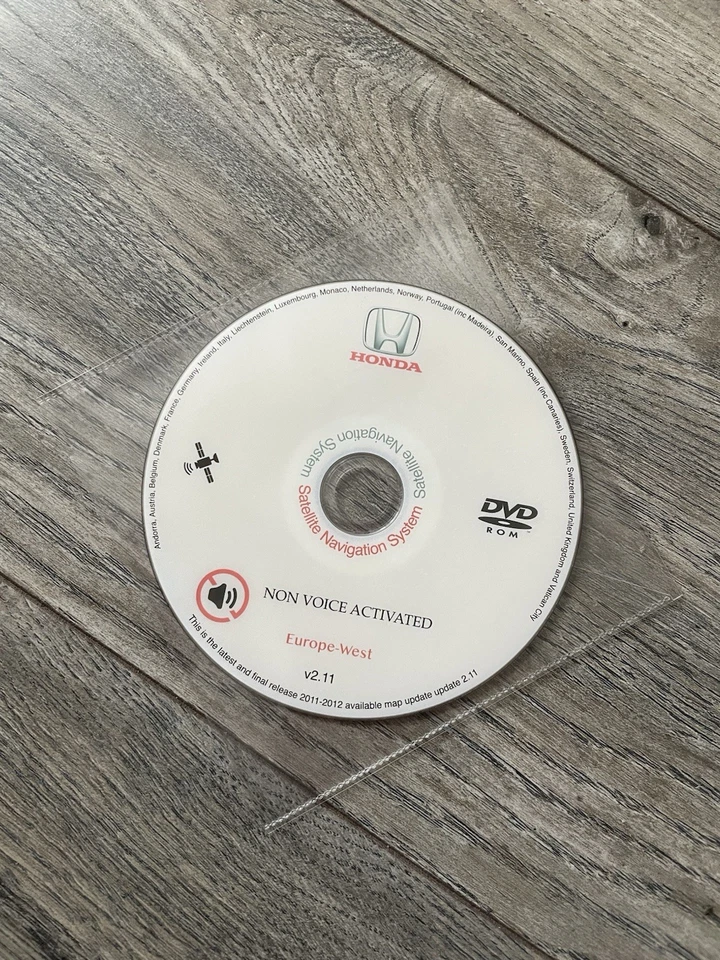 Andorra, Austria, Belgium, Denmark, France, Germany, Ireland, Italy, Liechtenstein, Luxembourg, Monaco, Netherlands, Norway, Portugal (inc Madeira), San Marino, Spain (inc Canaries), Sweden, Switzerland, United Kingdom and Vatican City
HONDA
Satellite Navigation System
Satellite Navigation System
DVD
ROM
NON VOICE ACTIVATED
Europe-West
v2.11
This is the latest and final release 2011-2012 available map update update 2.11